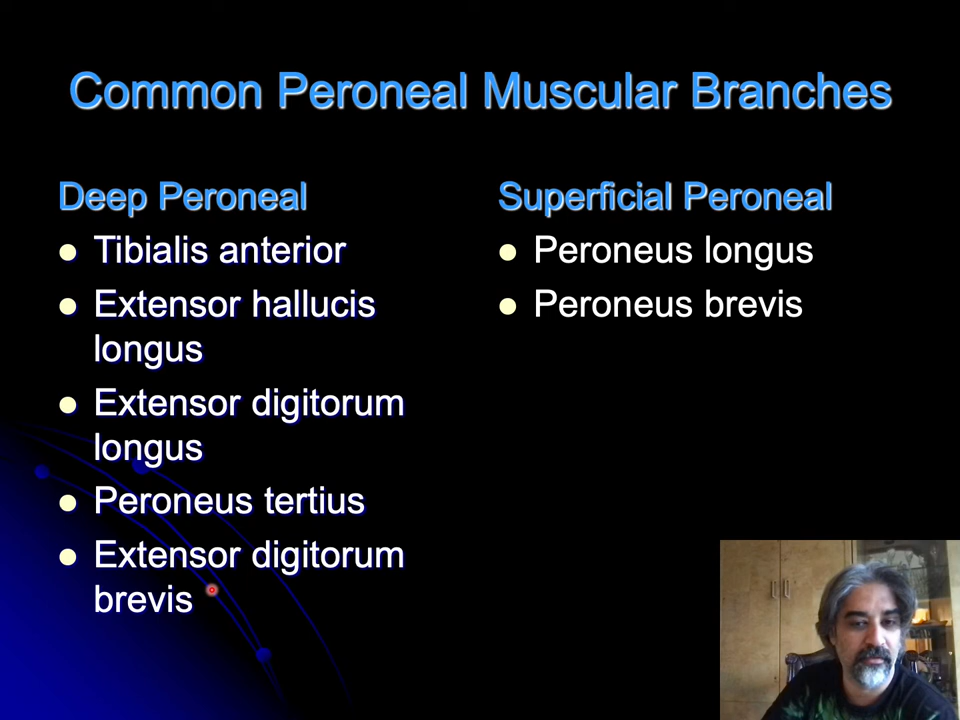 Common Peroneal Muscular Branches
Deep Peroneal
Tibialis anterior
Extensor hallucis
longus
Extensor digitorum
longus
Peroneus tertius
Extensor digitorum
brevis
Superficial Peroneal
Peroneus longus
Peroneus brevis